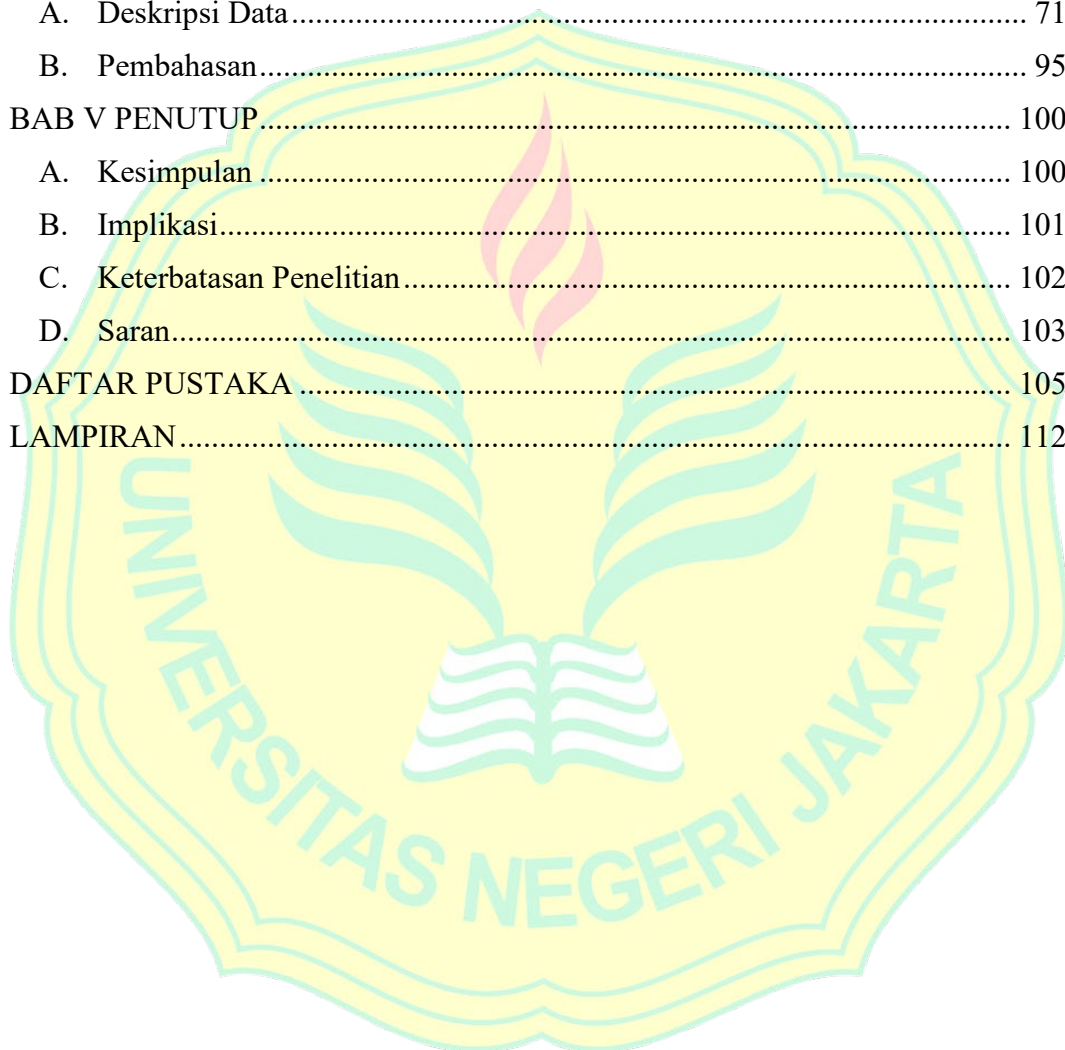 A. Deskripsi Data........................................................................................... 71
B. Pembahasan............................................................................................... 95
BAB V PENUTUP............................................................................................ 100
A. Kesimpulan ............................................................................................. 100
B. Implikasi.................................................................................................. 101
C. Keterbatasan Penelitian........................................................................... 102
D. Saran........................................................................................................ 103
DAFTAR PUSTAKA ....................................................................................... 105
LAMPIRAN...................................................................................................... 112
UNIVERSITAS NEGERI JAKARTA